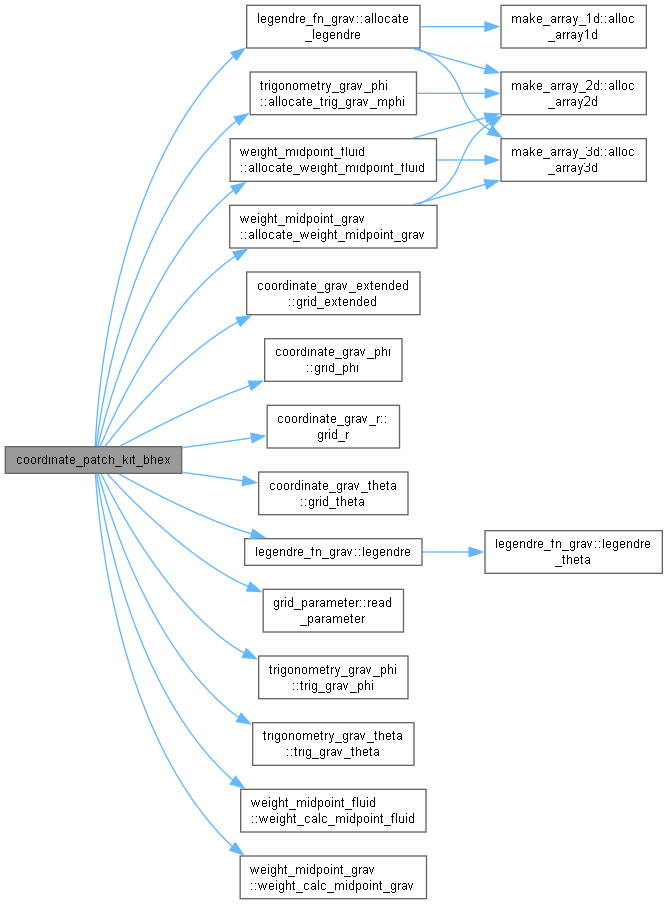 legendre_fn_grav::allocate
_legendre
make_array_1d::alloc
_array1d
trigonometry_grav_phi
::allocate_trig_grav_mphi
make_array_2d::alloc
_array2d
weight_midpoint_fluid
::allocate_weight_midpoint_fluid
make_array_3d::alloc
_array3d
weight_midpoint_grav
::allocate_weight_midpoint_grav
coordinate_grav_extended
::grid_extended
coordinate_grav_phi
::grid_phi
coordinate_grav_r::
grid_r
coordinate_patch_kit_bhex
coordinate_grav_theta
::grid_theta
legendre_fn_grav::legendre
legendre_fn_grav::legendre
_theta
grid_parameter::read
_parameter
trigonometry_grav_phi
::trig_grav_phi
trigonometry_grav_theta
::trig_grav_theta
weight_midpoint_fluid
::weight_calc_midpoint_fluid
weight_midpoint_grav
::weight_calc_midpoint_grav